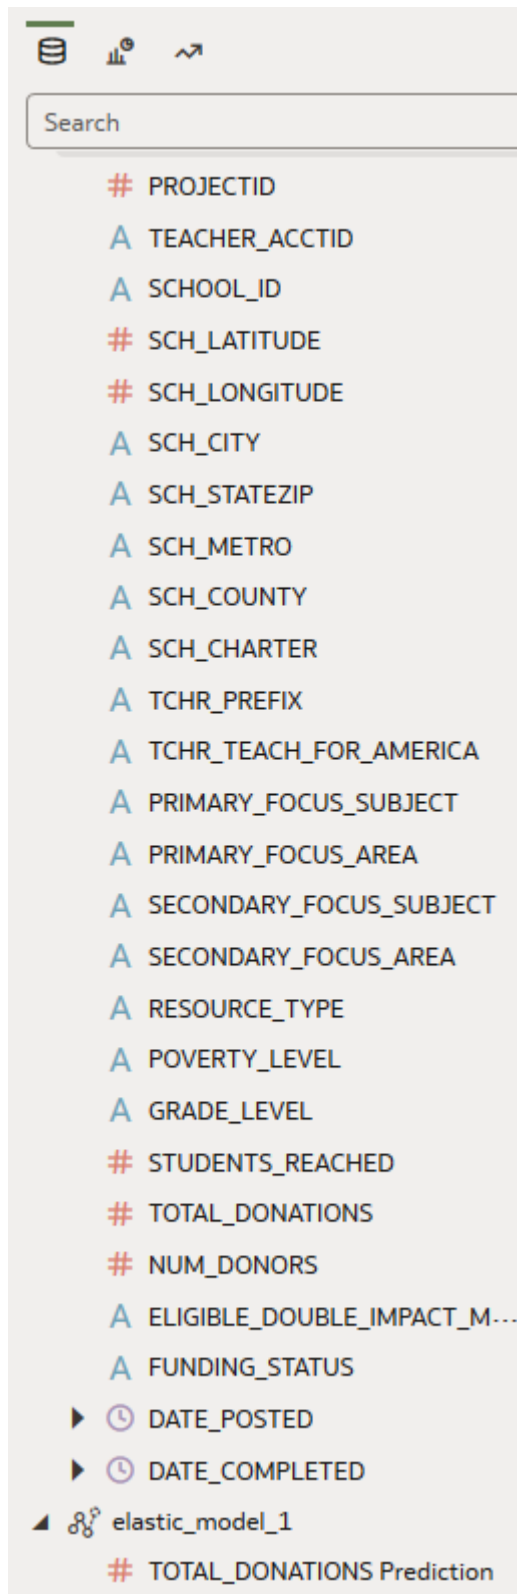 Search
# PROJECTID
A TEACHER_ACCTID
A SCHOOL_ID
# SCH_LATITUDE
# SCH_LONGITUDE
A SCH_CITY
A SCH_STATEZIP
A SCH_METRO
A SCH_COUNTY
A SCH_CHARTER
A TCHR_PREFIX
A TCHR_TEACH_FOR_AMERICA
A PRIMARY_FOCUS_SUBJECT
A PRIMARY_FOCUS_AREA
A SECONDARY_FOCUS_SUBJECT
A SECONDARY_FOCUS_AREA
A RESOURCE_TYPE
A POVERTY_LEVEL
A GRADE_LEVEL
# STUDENTS_REACHED
# TOTAL_DONATIONS
# NUM_DONORS
A ELIGIBLE_DOUBLE_IMPACT_M...
A FUNDING_STATUS
DATE_POSTED
DATE_COMPLETED
elastic_model_1
# TOTAL_DONATIONS Prediction